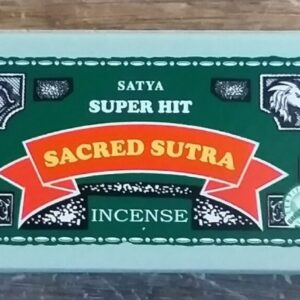 SATYA
SUPER HIT
SACRED SUTRA
INCENSE